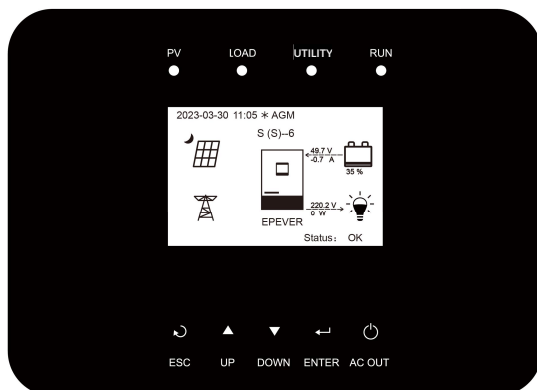 PV LOAD UTILITY RUN
2023-03-30 11:05 * AGM
S (S)--6
49.7 V
-0.7 A
35 %
220.2 V
0 W
EPEVER
Status: OK
ESC UP DOWN ENTER AC OUT